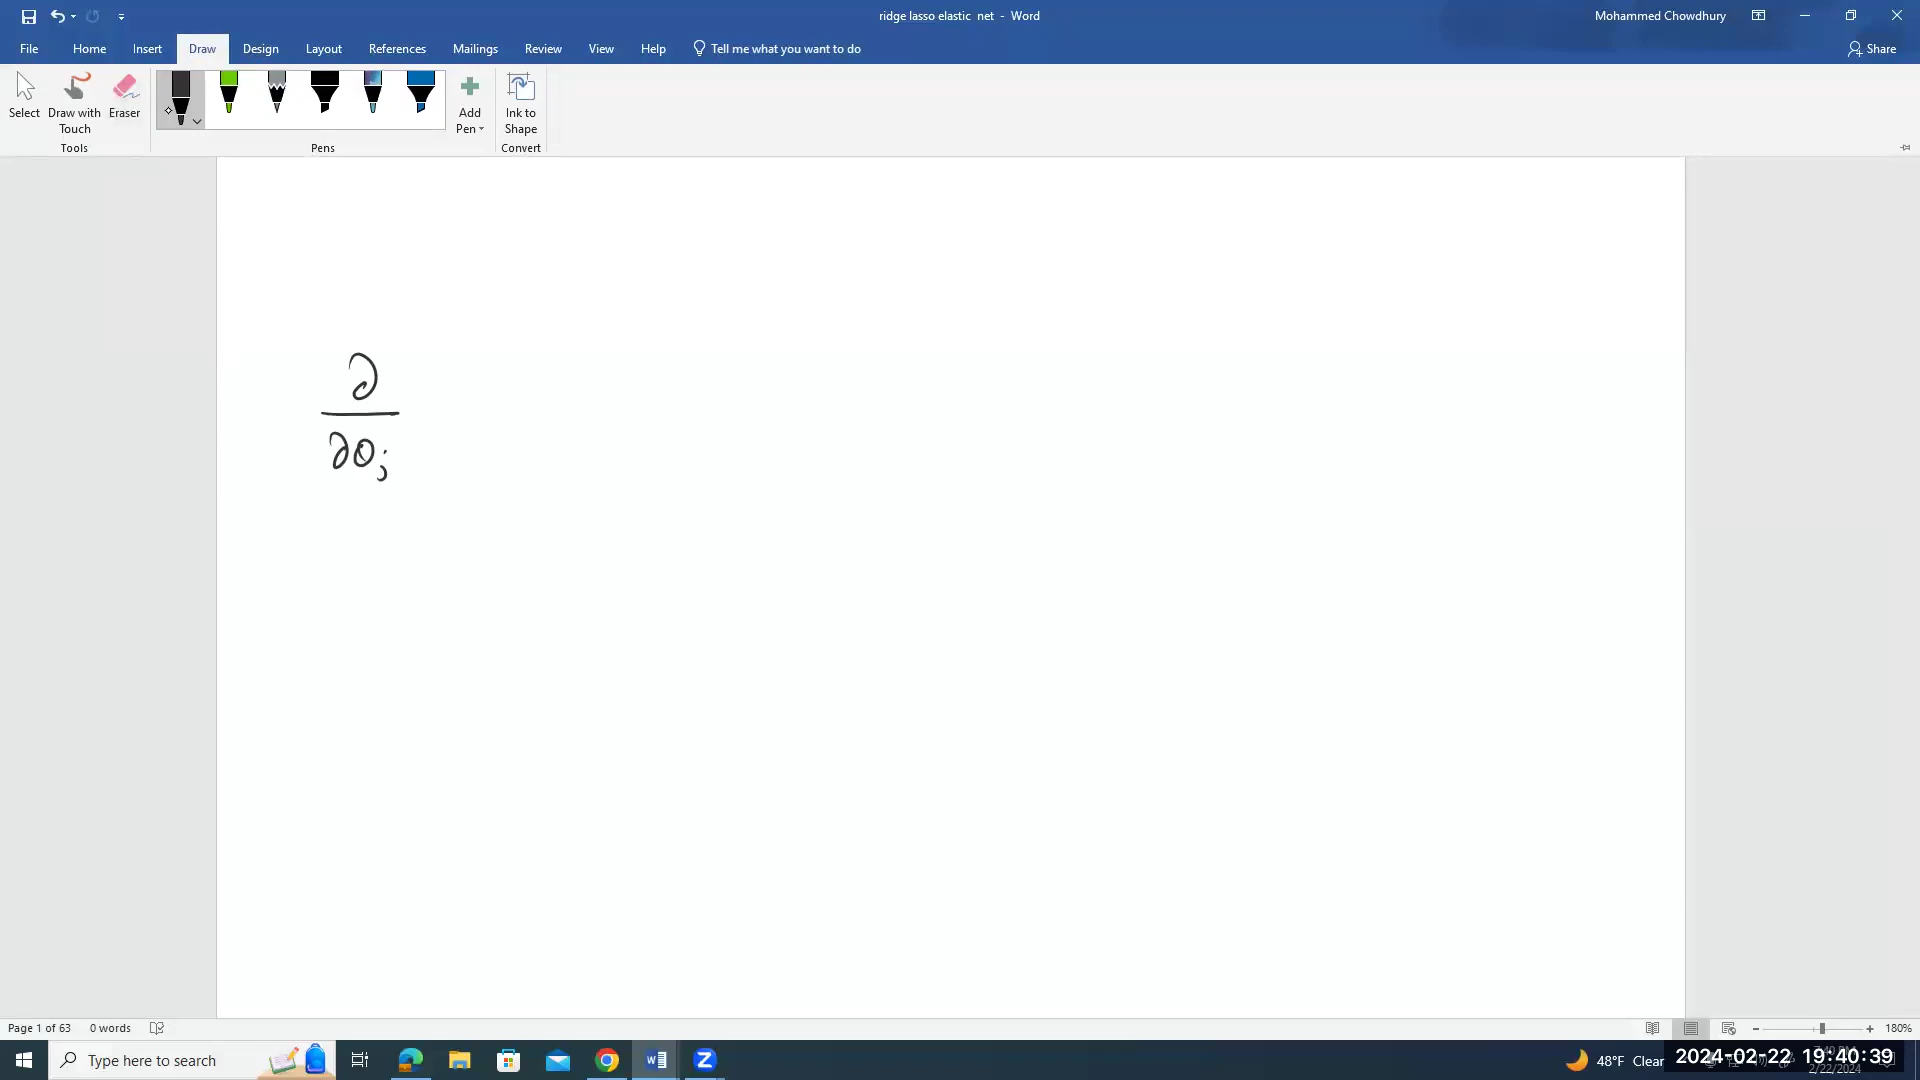 ridge lasso elastic net - Word
Mohammed Chowdhury
File Home Insert Draw Design Layout References Mailings Review View Help Tell me what you want to do Share
Select Draw with Touch Eraser Add Pen Ink to Shape
Tools Pens Convert
∂
∂θj
Page 1 of 63 0 words 180%
Type here to search 48°F Clear 2024-02-22 19:40:39
2/22/2024